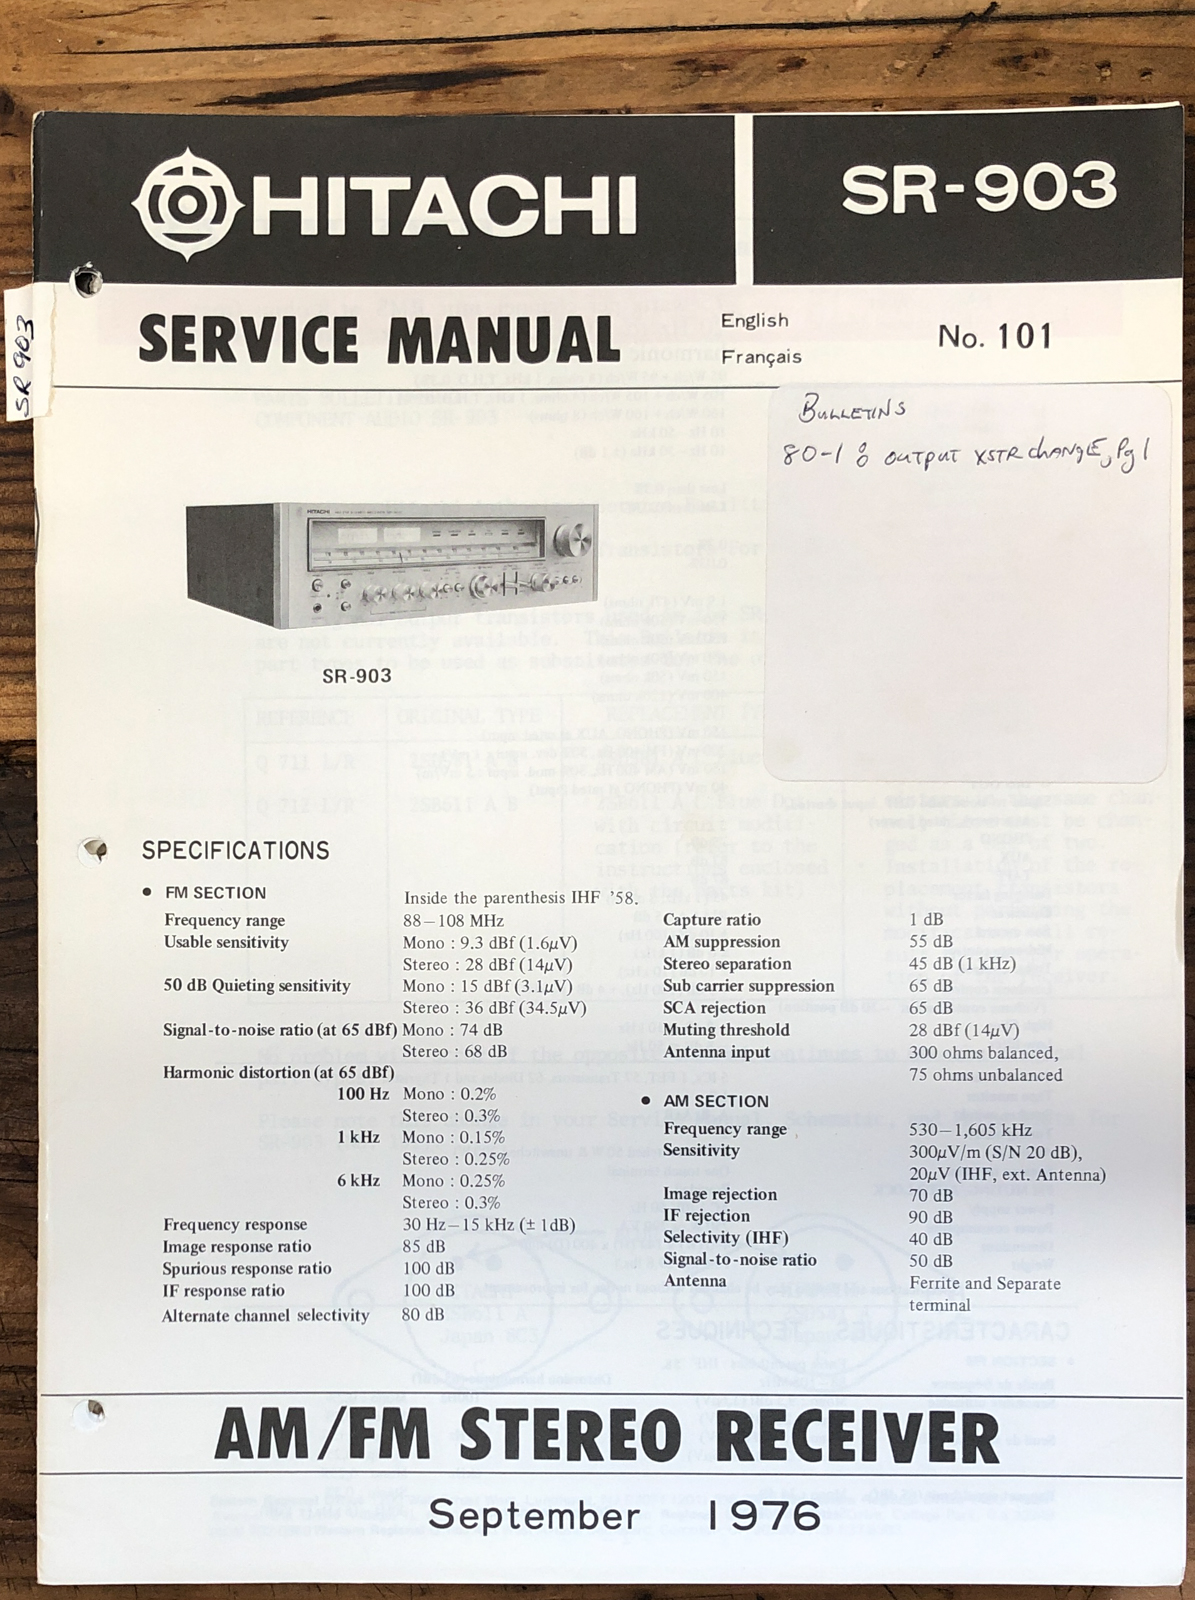 HITACHI
SR-903
SERVICE MANUAL
English
Français
No. 101
SR 903
BULLETINS
80-1 : OUTPUT XSTR CHANGE, Pg 1
HITACHI
SR-903
SPECIFICATIONS
• FM SECTION
Inside the parenthesis IHF '58.
Frequency range 88–108 MHz
Usable sensitivity Mono : 9.3 dBf (1.6μV)
Stereo : 28 dBf (14μV)
50 dB Quieting sensitivity Mono : 15 dBf (3.1μV)
Stereo : 36 dBf (34.5μV)
Signal-to-noise ratio (at 65 dBf) Mono : 74 dB
Stereo : 68 dB
Harmonic distortion (at 65 dBf)
100 Hz Mono : 0.2%
Stereo : 0.3%
1 kHz Mono : 0.15%
Stereo : 0.25%
6 kHz Mono : 0.25%
Stereo : 0.3%
Frequency response 30 Hz–15 kHz (± 1dB)
Image response ratio 85 dB
Spurious response ratio 100 dB
IF response ratio 100 dB
Alternate channel selectivity 80 dB
Capture ratio 1 dB
AM suppression 55 dB
Stereo separation 45 dB (1 kHz)
Sub carrier suppression 65 dB
SCA rejection 65 dB
Muting threshold 28 dBf (14μV)
Antenna input 300 ohms balanced,
75 ohms unbalanced
• AM SECTION
Frequency range 530–1,605 kHz
Sensitivity 300μV/m (S/N 20 dB),
20μV (IHF, ext. Antenna)
Image rejection 70 dB
IF rejection 90 dB
Selectivity (IHF) 40 dB
Signal-to-noise ratio 50 dB
Antenna Ferrite and Separate
terminal
AM/FM STEREO RECEIVER
September 1976